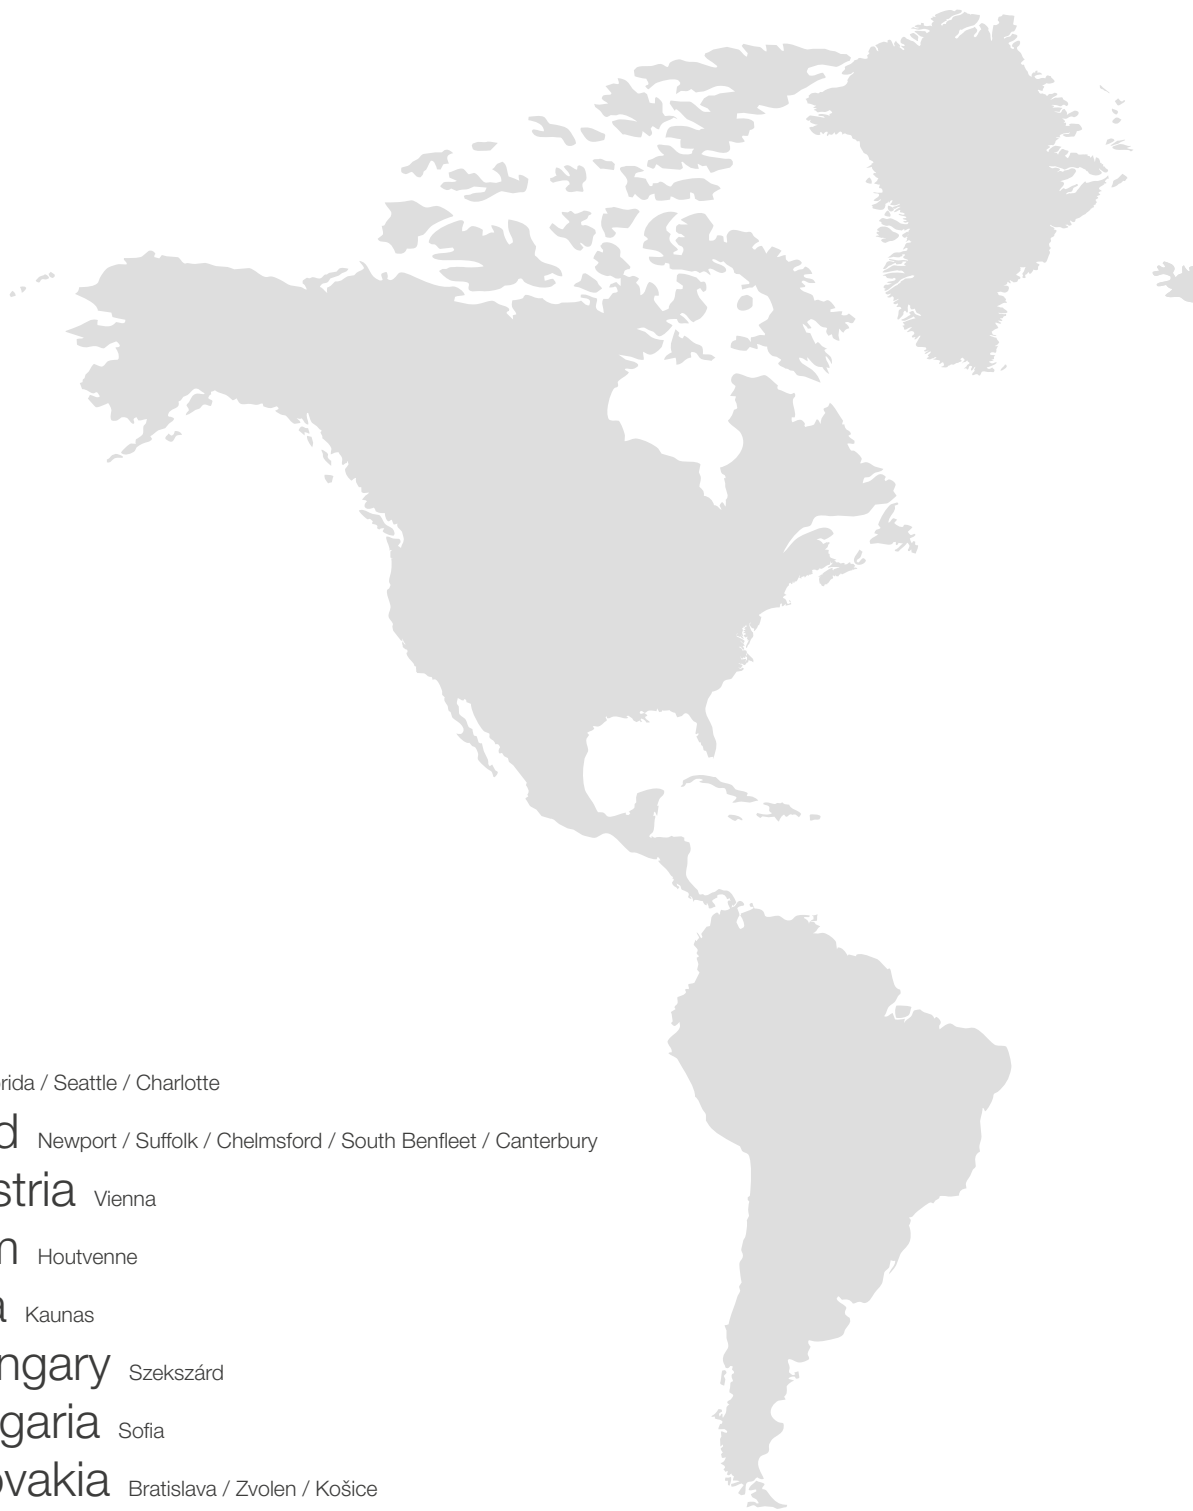 rida / Seattle / Charlotte
d Newport / Suffolk / Chelmsford / South Benfleet / Canterbury
stria Vienna
m Houtvenne
a Kaunas
ngary Szekszárd
garia Sofia
ovakia Bratislava / Zvolen / Košice